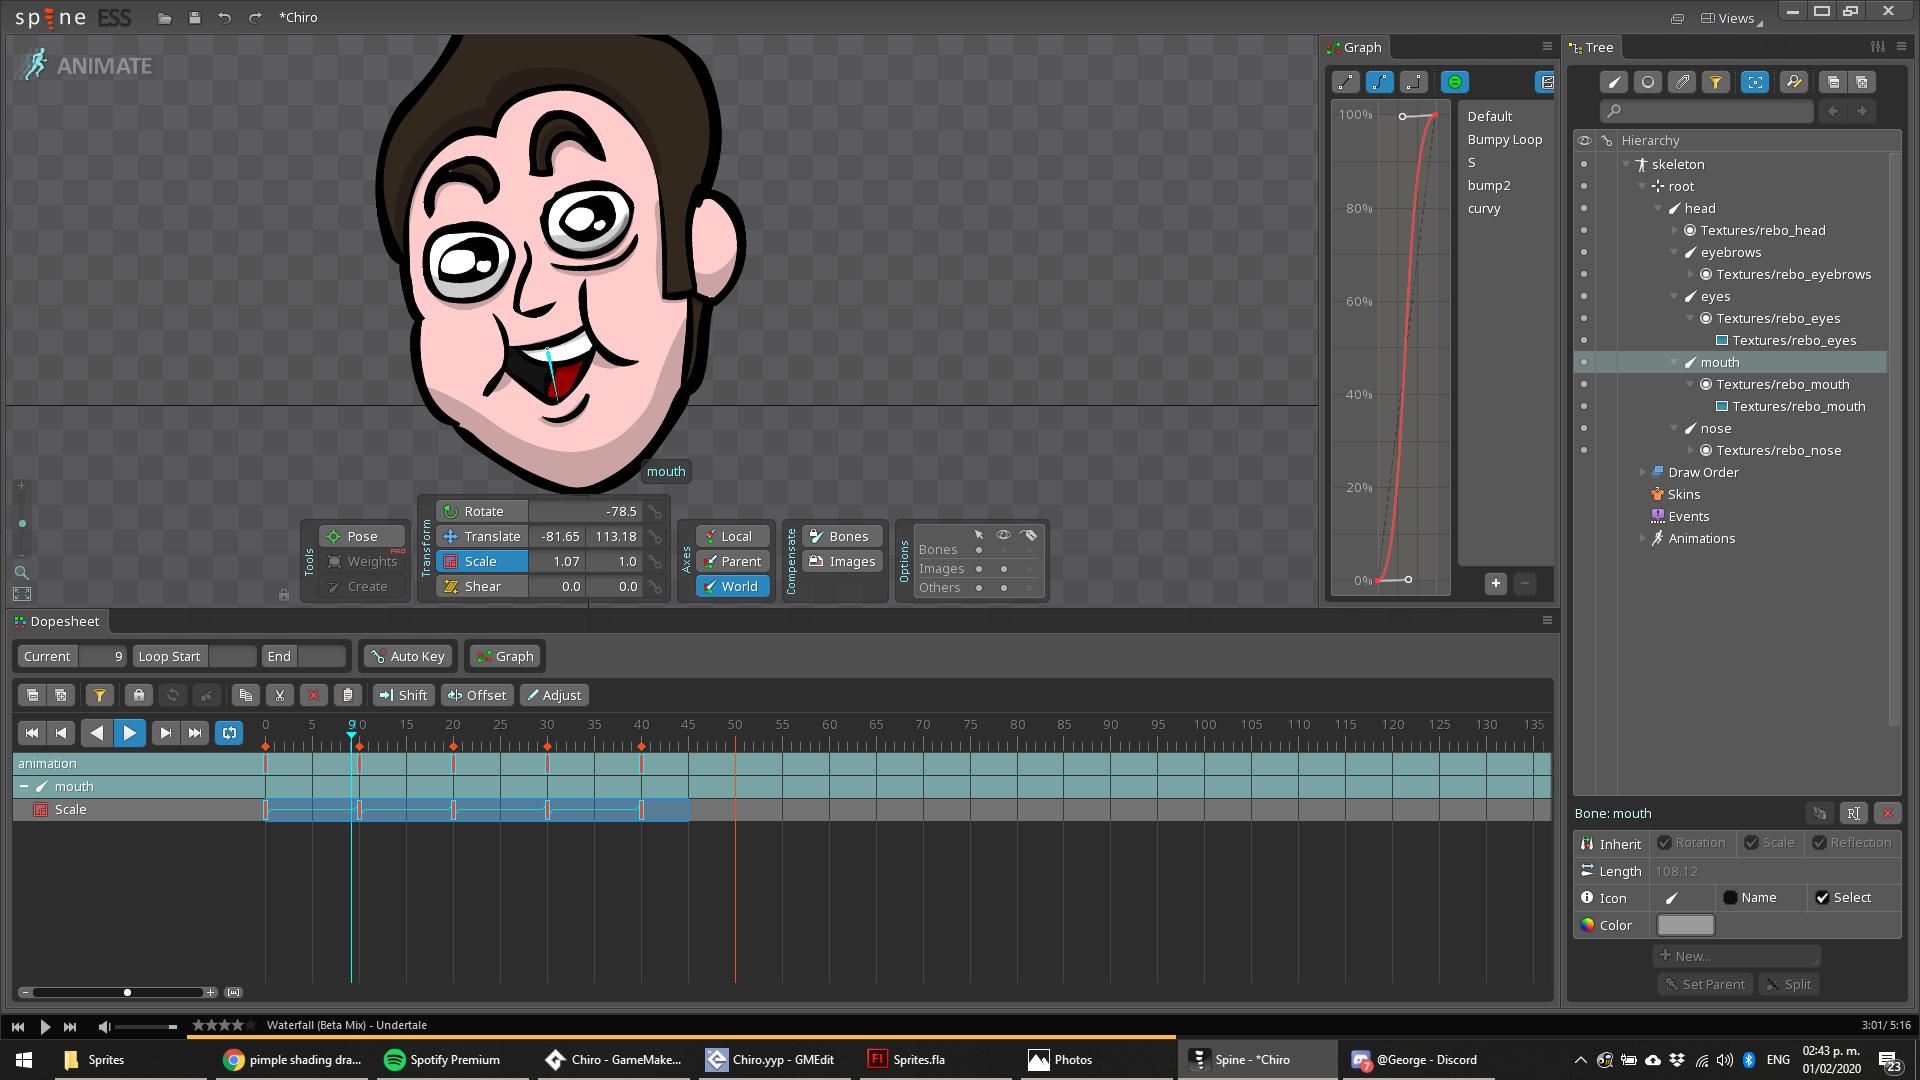 spine ESS
*Chiro
Views
ANIMATE
Graph
Tree
100%
80%
60%
40%
20%
0%
Default
Bumpy Loop
S
bump2
curvy
Hierarchy
skeleton
root
head
Textures/rebo_head
eyebrows
Textures/rebo_eyebrows
eyes
Textures/rebo_eyes
Textures/rebo_eyes
mouth
Textures/rebo_mouth
Textures/rebo_mouth
nose
Textures/rebo_nose
Draw Order
Skins
Events
Animations
mouth
Tools
Pose
Weights
PRO
Create
Transform
Rotate -78.5
Translate -81.65 113.18
Scale 1.07 1.0
Shear 0.0 0.0
Axes
Local
Parent
World
Compensate
Bones
Images
Options
Bones
Images
Others
Dopesheet
Current 9 Loop Start End Auto Key Graph
Shift Offset Adjust
0 5 9 0 15 20 25 30 35 40 45 50 55 60 65 70 75 80 85 90 95 100 105 110 115 120 125 130 135
animation
mouth
Scale
Bone: mouth
Inherit Rotation Scale Reflection
Length 108.12
Icon Name Select
Color
New...
Set Parent Split
Waterfall (Beta Mix) - Undertale
3:01/ 5:16
Sprites
pimple shading dra...
Spotify Premium
Chiro - GameMake...
Chiro.yyp - GMEdit
Fl
Sprites.fla
Photos
Spine - *Chiro
7
@George - Discord
ENG
02:43 p. m.
01/02/2020
23